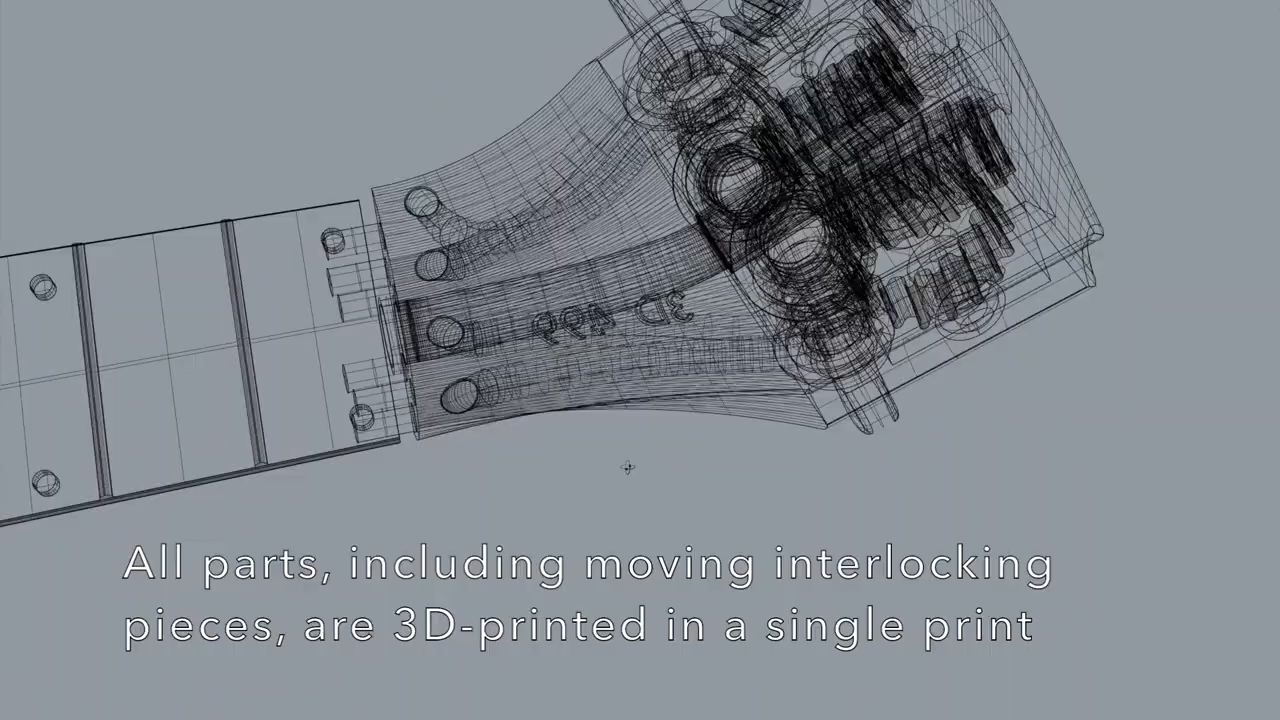 All parts, including moving interlocking
pieces, are 3D-printed in a single print